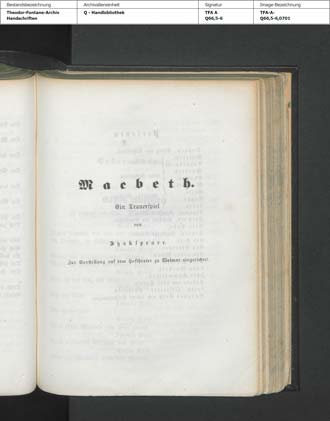 Bestandsbezeichnung
Theodor-Fontane-Archiv
Handschriften
Archivalieneinheit
Q - Handbibliothek
Signatur
TFA A
Q66,5-6
Image-Bezeichnung
TFA-A-
Q66,5-6,0701
Macbeth.
Ein Trauerspiel
von
Shakspeare.
Zur Vorstellung auf dem Hoftheater zu Weimar eingerichtet.